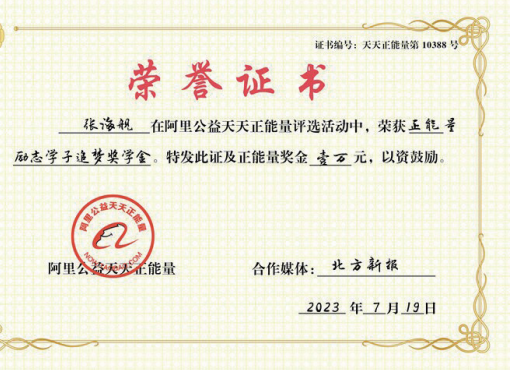 证书编号：天天正能量第 10388 号
荣誉证书
张海舰 在阿里公益天天正能量评选活动中，荣获 正能量
励志学子追梦奖学金。特发此证及正能量奖金 壹万 元，以资鼓励。
阿里公益天天正能量
阿里公益天天正能量 合作媒体：北方新报
2023 年 7 月 19 日